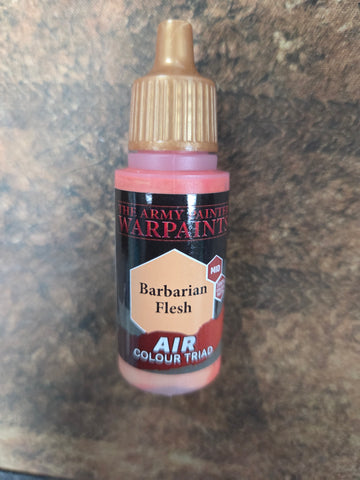 THE ARMY PAINTER
WARPAINTS
MID
Barbarian
Flesh
AIR
COLOUR TRIAD